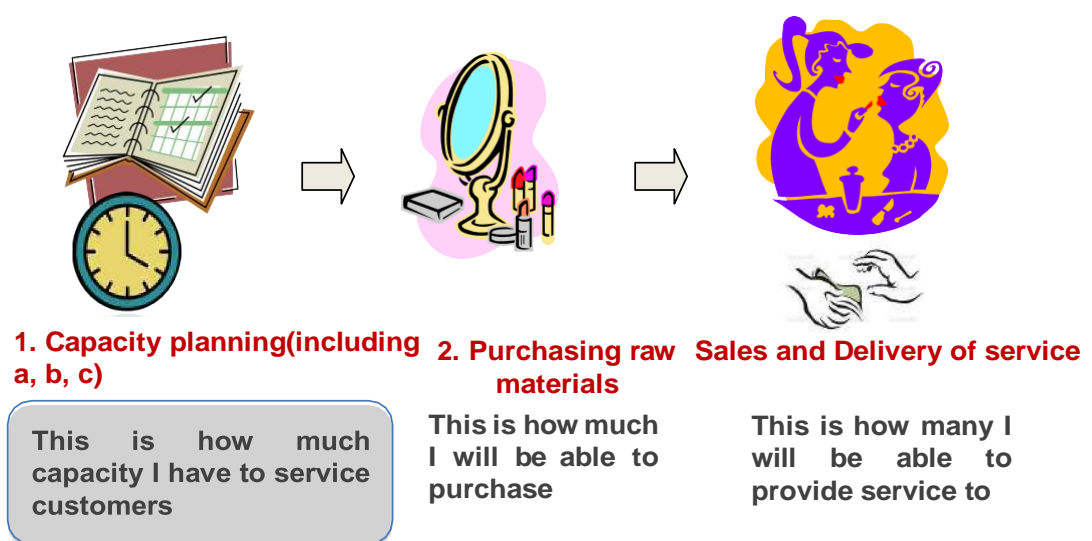 1. Capacity planning(including
a, b, c)
This is how much
capacity I have to service
customers
2. Purchasing raw
materials
This is how much
I will be able to
purchase
Sales and Delivery of service
This is how many I
will be able to
provide service to